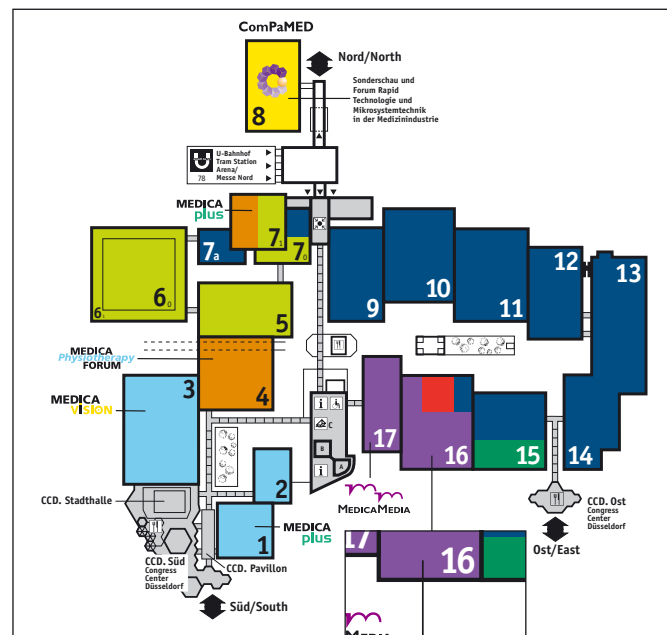 ComPaMED
Nord/North
Sonderschau und
Forum Rapid
Technologie und
Mikrosystemtechnik
in der Medizinindustrie
8
U
U-Bahnhof
Tram Station
Arena/
Messe Nord
78
MEDICA
plus
7a
71
70
60
61
5
9
10
11
12
13
MEDICA
Physiotherapy
FORUM
4
3
MEDICA
VISION
17
16
15
14
i
C
B
A
i
MEDICAMEDIA
2
1
MEDICA
plus
CCD. Stadthalle
CCD. Süd
Congress
Center
Düsseldorf
CCD. Pavillon
Süd/South
CCD. Ost
Congress
Center
Düsseldorf
Ost/East
17
16